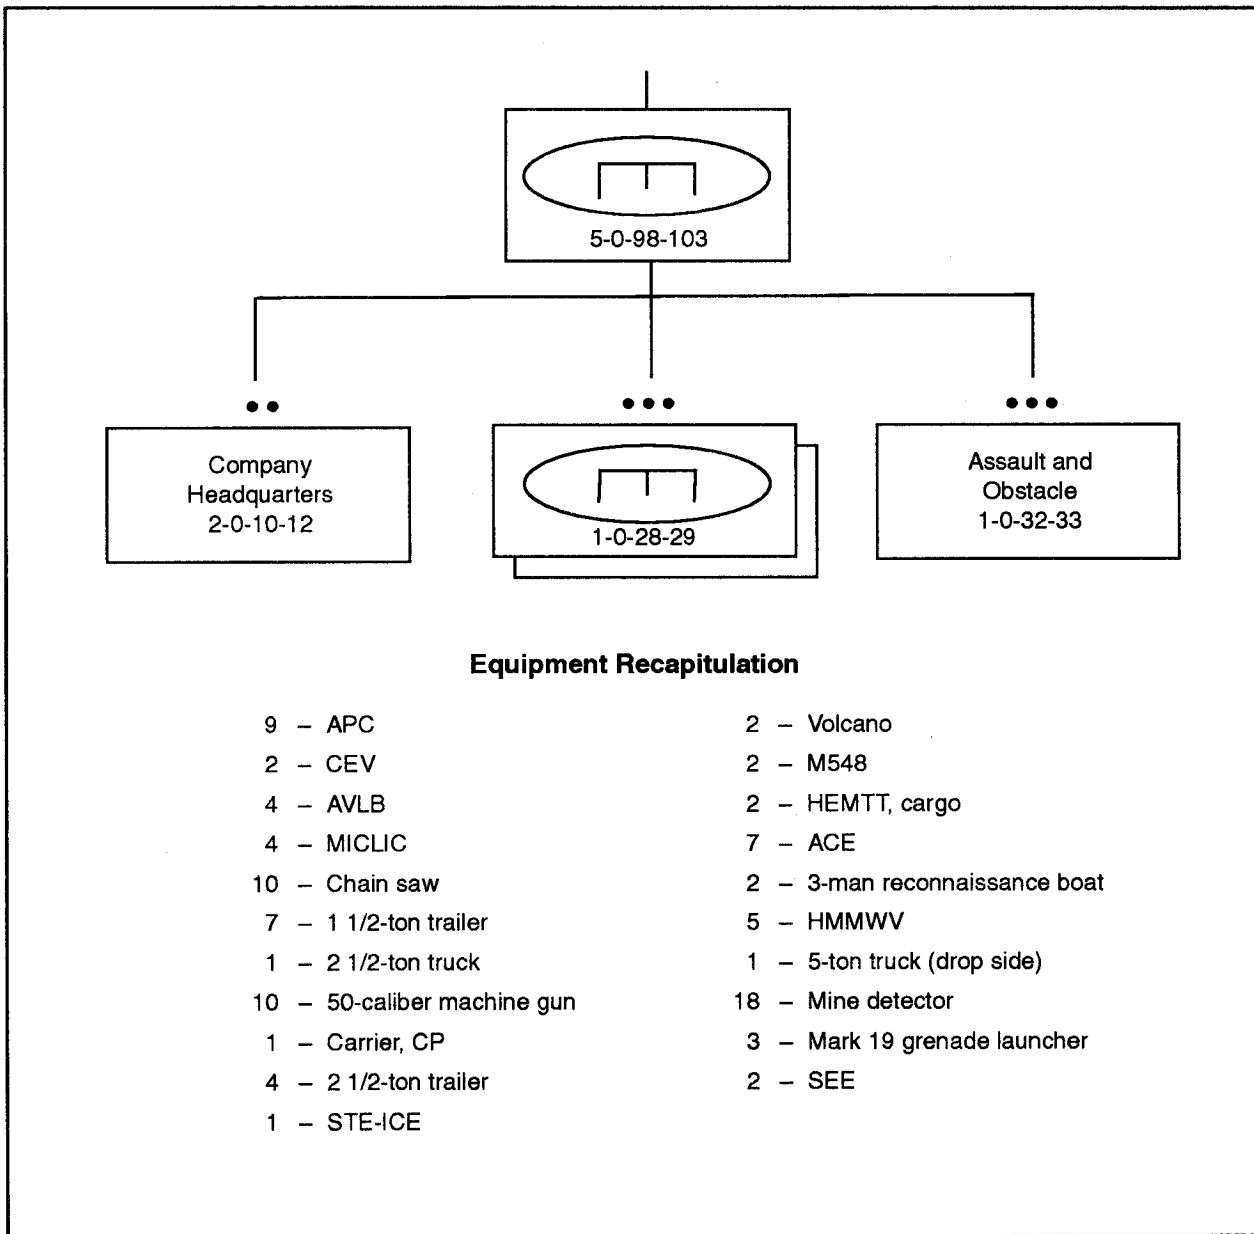 5-0-98-103
Company
Headquarters
2-0-10-12
1-0-28-29
Assault and
Obstacle
1-0-32-33
Equipment Recapitulation
9 – APC
2 – CEV
4 – AVLB
4 – MICLIC
10 – Chain saw
7 – 1 1/2-ton trailer
1 – 2 1/2-ton truck
10 – 50-caliber machine gun
1 – Carrier, CP
4 – 2 1/2-ton trailer
1 – STE-ICE
2 – Volcano
2 – M548
2 – HEMTT, cargo
7 – ACE
2 – 3-man reconnaissance boat
5 – HMMWV
1 – 5-ton truck (drop side)
18 – Mine detector
3 – Mark 19 grenade launcher
2 – SEE